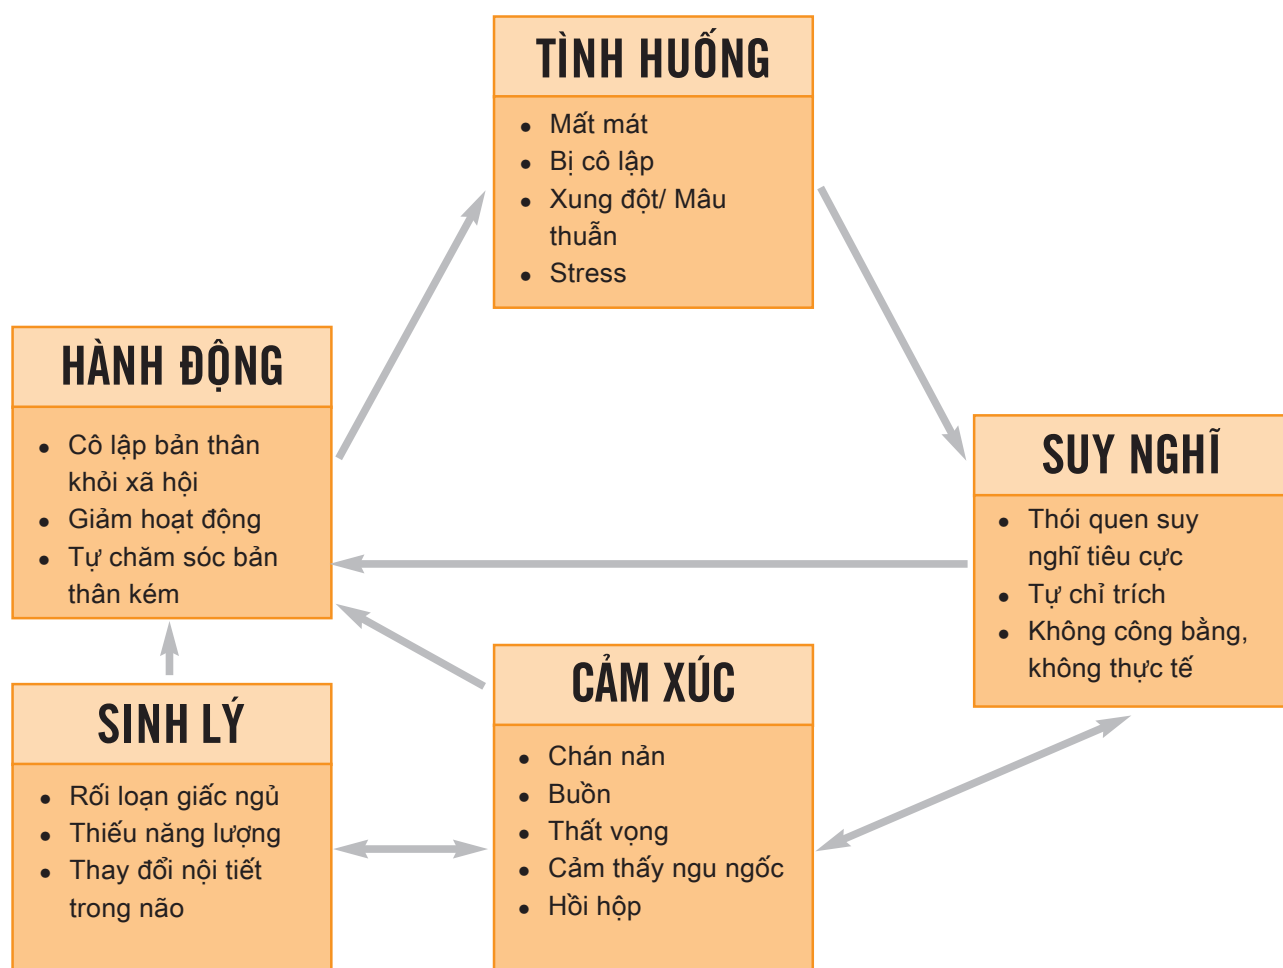 TÌNH HUỐNG
• Mất mát
• Bị cô lập
• Xung đột/ Mâu
thuẫn
• Stress
HÀNH ĐỘNG
• Cô lập bản thân
khỏi xã hội
• Giảm hoạt động
• Tự chăm sóc bản
thân kém
SUY NGHĨ
• Thói quen suy
nghĩ tiêu cực
• Tự chỉ trích
• Không công bằng,
không thực tế
CẢM XÚC
• Chán nản
• Buồn
• Thất vọng
• Cảm thấy ngu ngốc
• Hồi hộp
SINH LÝ
• Rối loạn giấc ngủ
• Thiếu năng lượng
• Thay đổi nội tiết
trong não